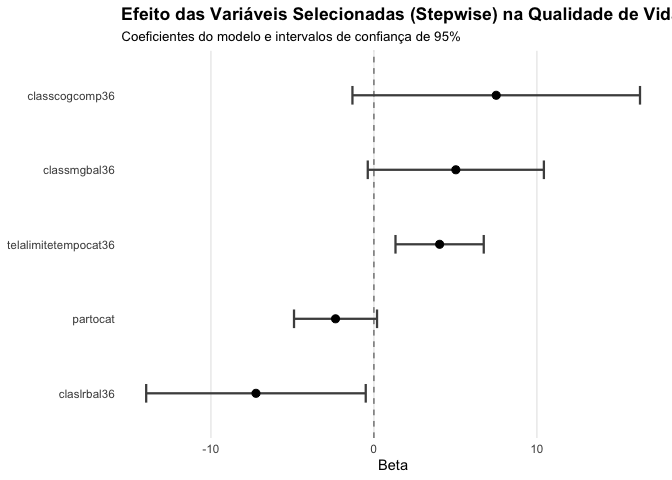 Efeito das Variáveis Selecionadas (Stepwise) na Qualidade de Vid
Coeficientes do modelo e intervalos de confiança de 95%
classcogcomp36
classmgbal36
telalimitetempocat36
partocat
claslrbal36
-10 0 10
Beta